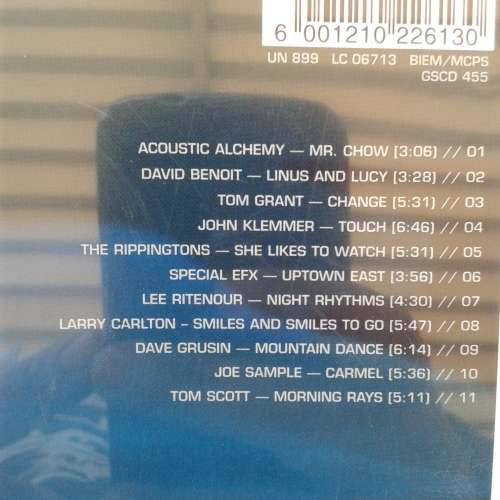 6 001210 226130
UN 899 LC 06713 BIEM/MCPS
GSCD 455
ACOUSTIC ALCHEMY — MR. CHOW [3:06] // 01
DAVID BENOIT — LINUS AND LUCY [3:28] // 02
TOM GRANT — CHANGE [5:31] // 03
JOHN KLEMMER — TOUCH [6:46] // 04
THE RIPPINGTONS — SHE LIKES TO WATCH [5:31] // 05
SPECIAL EFX — UPTOWN EAST [3:56] // 06
LEE RITENOUR — NIGHT RHYTHMS [4:30] // 07
LARRY CARLTON – SMILES AND SMILES TO GO [5:47] // 08
DAVE GRUSIN — MOUNTAIN DANCE [6:14] // 09
JOE SAMPLE — CARMEL [5:36] // 10
TOM SCOTT — MORNING RAYS [5:11] // 11